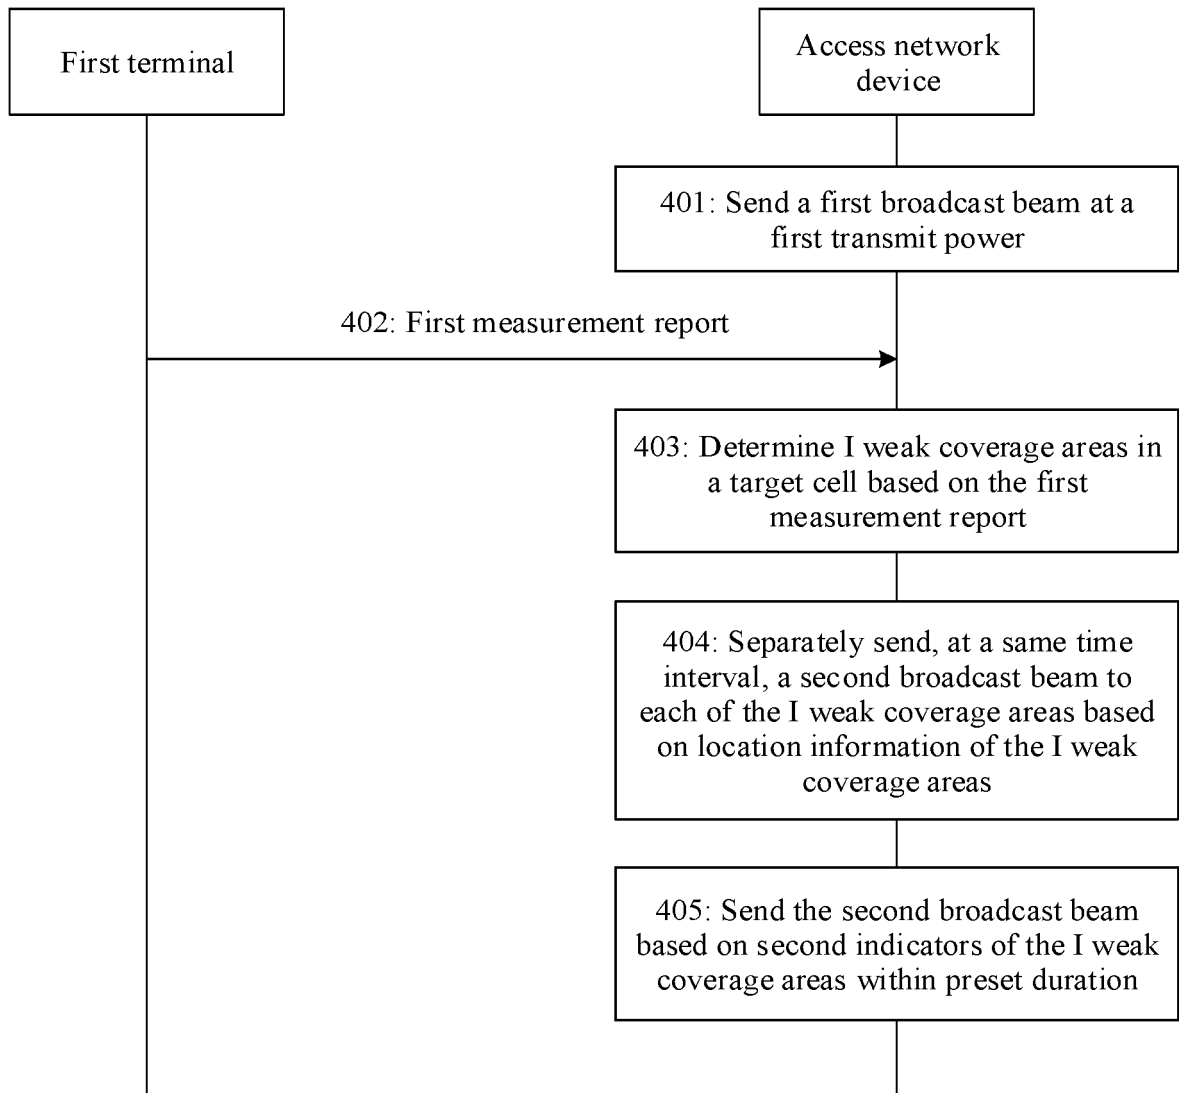 First terminal
Access network
device
401: Send a first broadcast beam at a
first transmit power
402: First measurement report
403: Determine I weak coverage areas in
a target cell based on the first
measurement report
404: Separately send, at a same time
interval, a second broadcast beam to
each of the I weak coverage areas based
on location information of the I weak
coverage areas
405: Send the second broadcast beam
based on second indicators of the I weak
coverage areas within preset duration